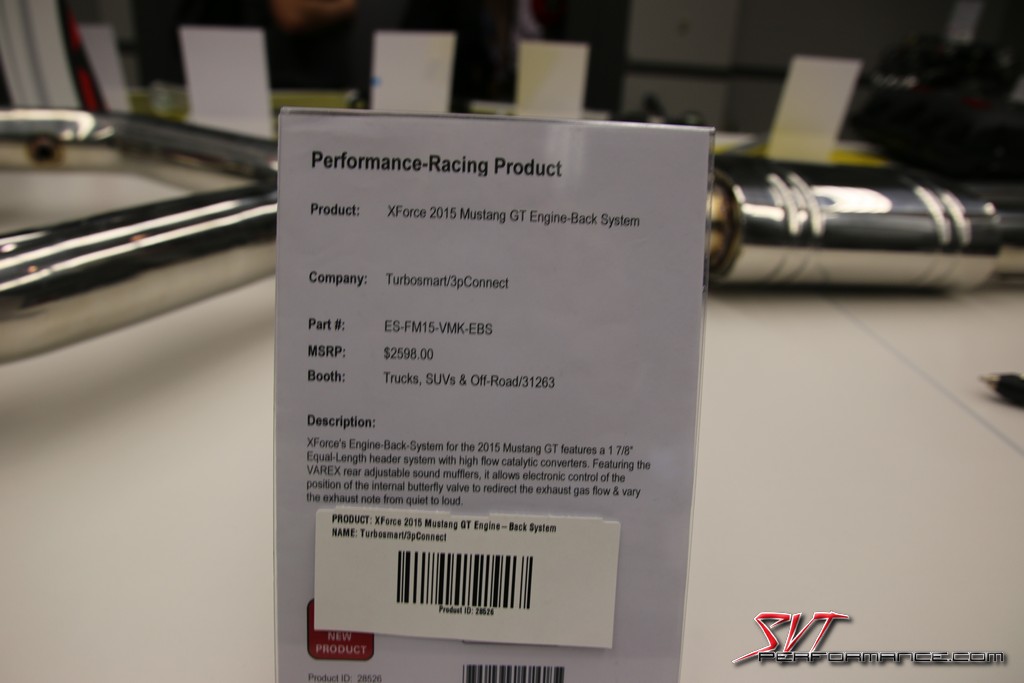 Performance-Racing Product
Product: XForce 2015 Mustang GT Engine-Back System
Company: Turbosmart/3pConnect
Part #: ES-FM15-VMK-EBS
MSRP: $2598.00
Booth: Trucks, SUVs & Off-Road/31263
Description:
XForce's Engine-Back-System for the 2015 Mustang GT features a 1 7/8"
Equal-Length header system with high flow catalytic converters. Featuring the
VAREX rear adjustable sound mufflers, it allows electronic control of the
position of the internal butterfly valve to redirect the exhaust gas flow & vary
the exhaust note from quiet to loud.
PRODUCT: XForce 2015 Mustang GT Engine-Back System
NAME: Turbosmart/3pConnect
Product ID: 28526
NEW
PRODUCT
Product ID: 28526
SVT
PERFORMANCE.COM